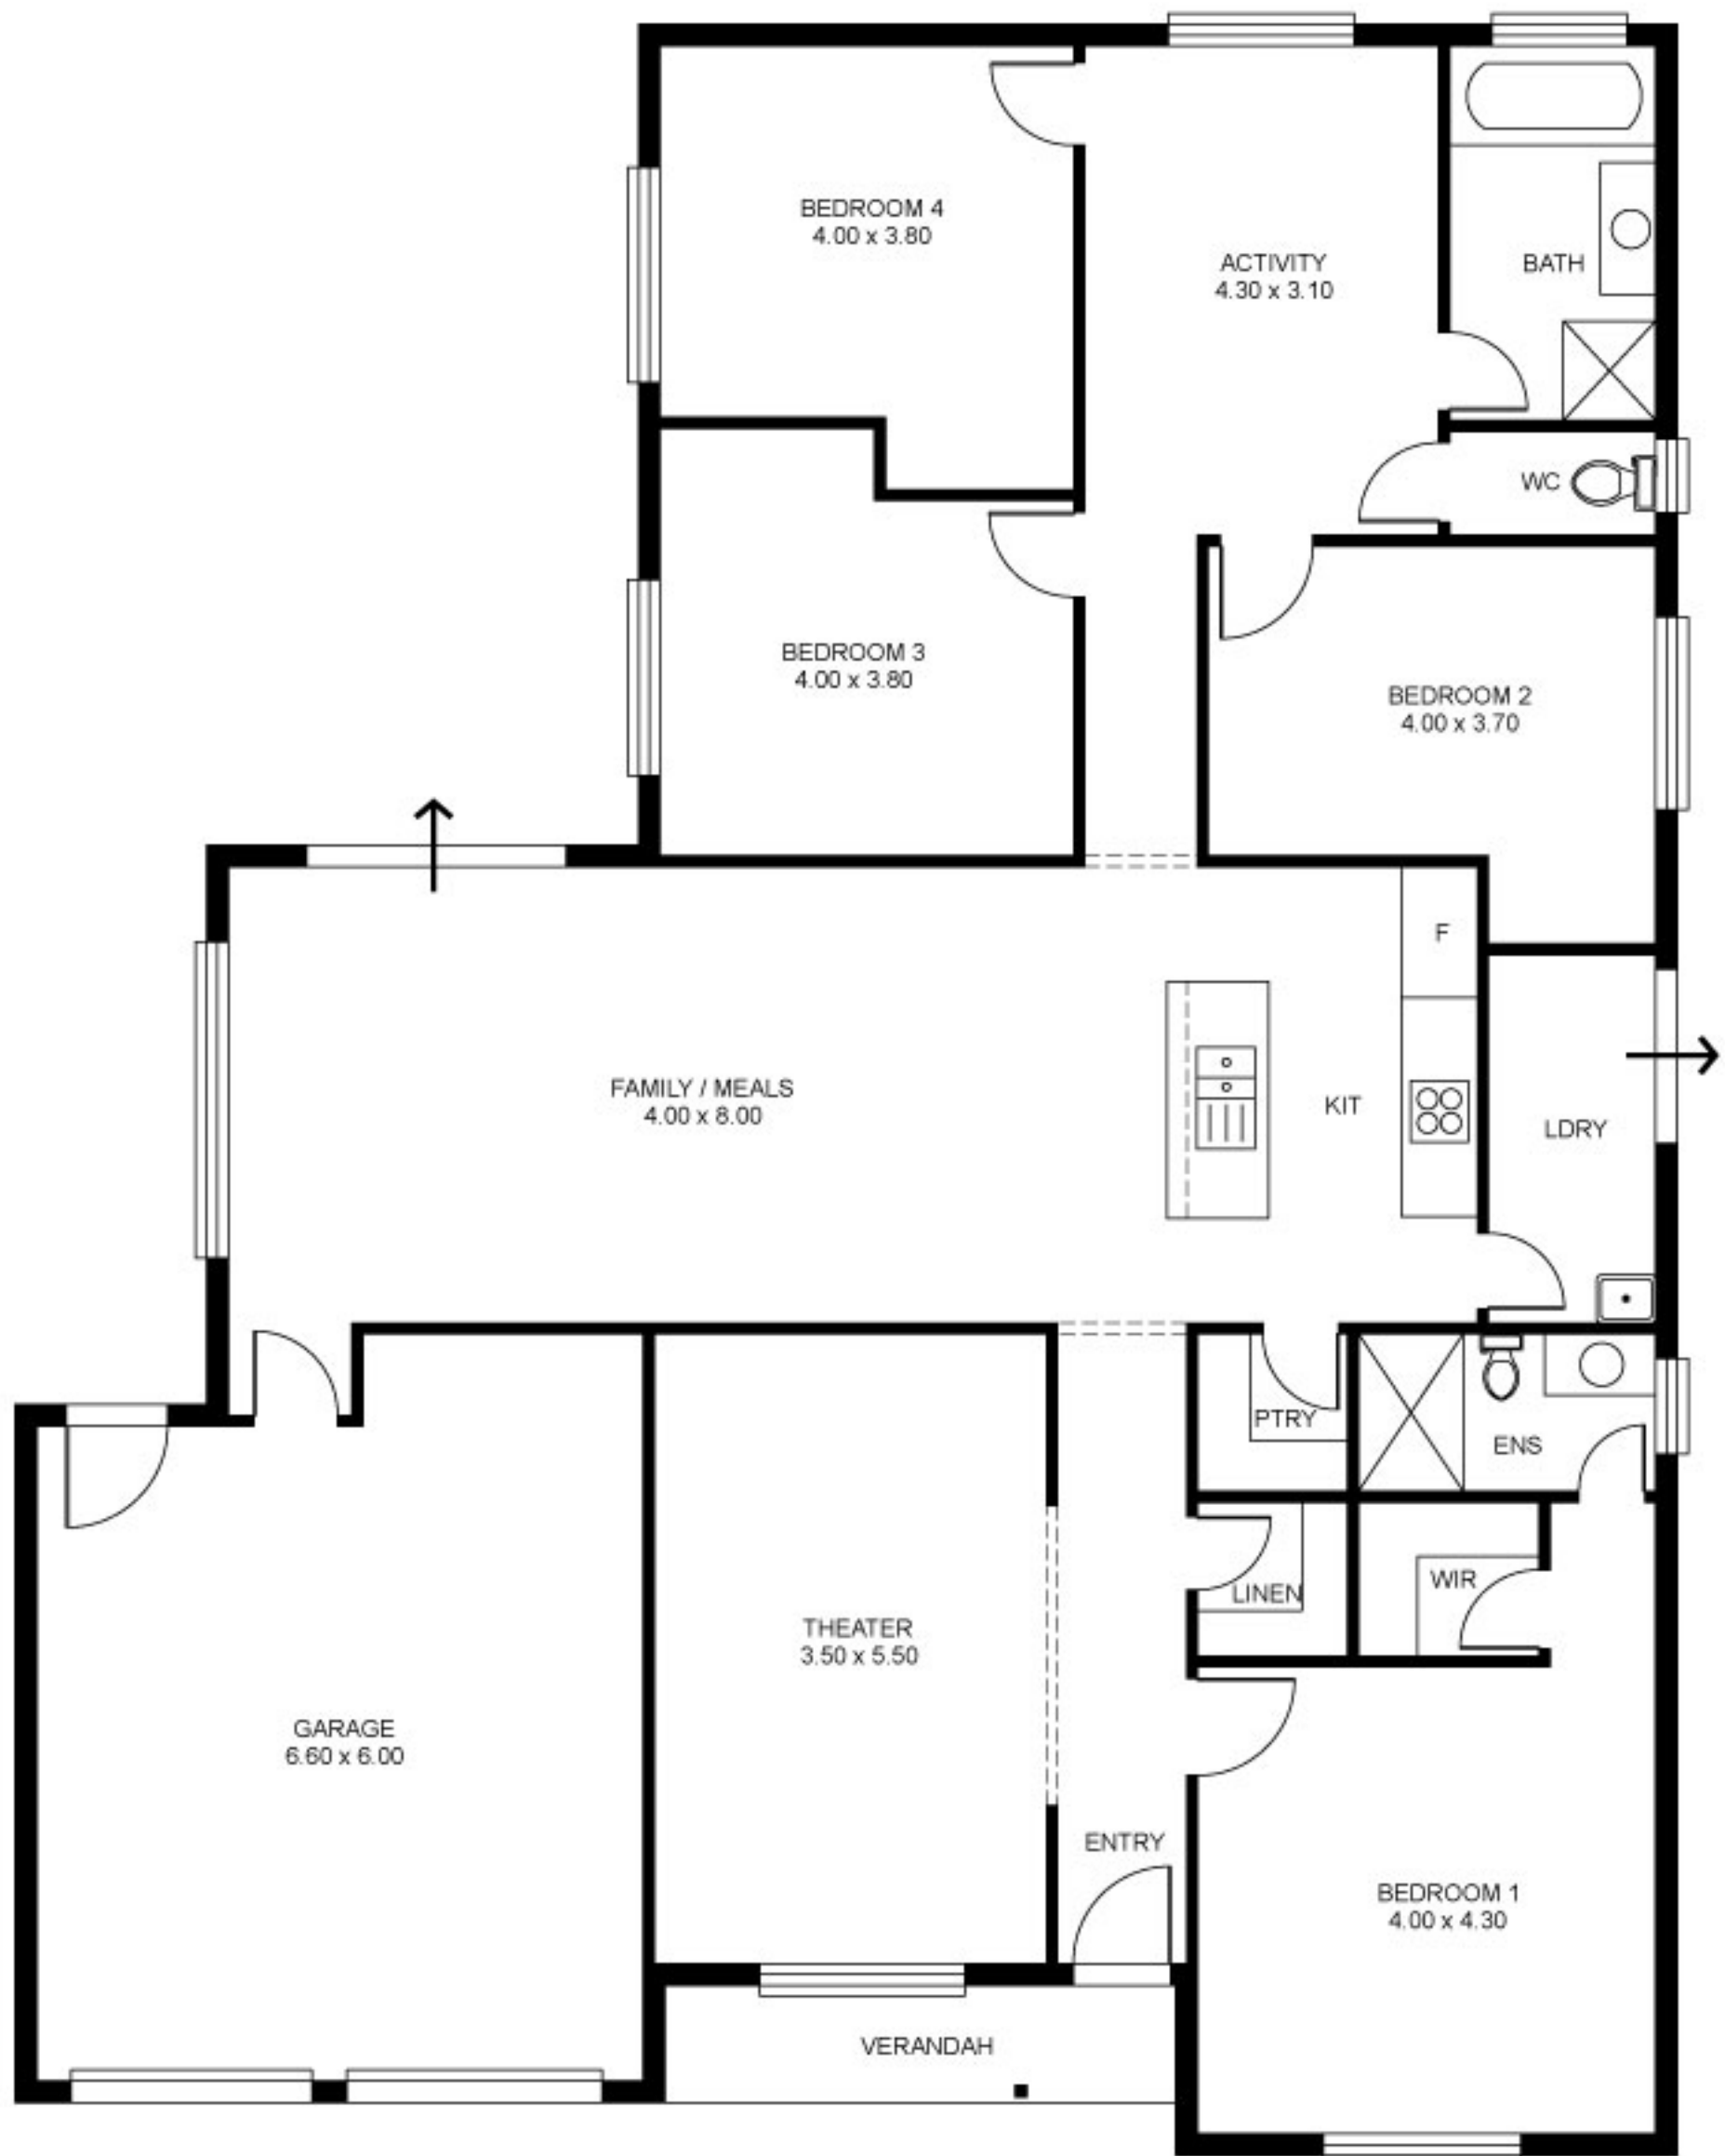 BEDROOM 4
4.00 x 3.80
ACTIVITY
4.30 x 3.10
BATH
WC
BEDROOM 3
4.00 x 3.80
BEDROOM 2
4.00 x 3.70
F
FAMILY / MEALS
4.00 x 8.00
KIT
LDRY
PTRY
ENS
LINEN
WIR
THEATER
3.50 x 5.50
GARAGE
6.60 x 6.00
ENTRY
BEDROOM 1
4.00 x 4.30
VERANDAH